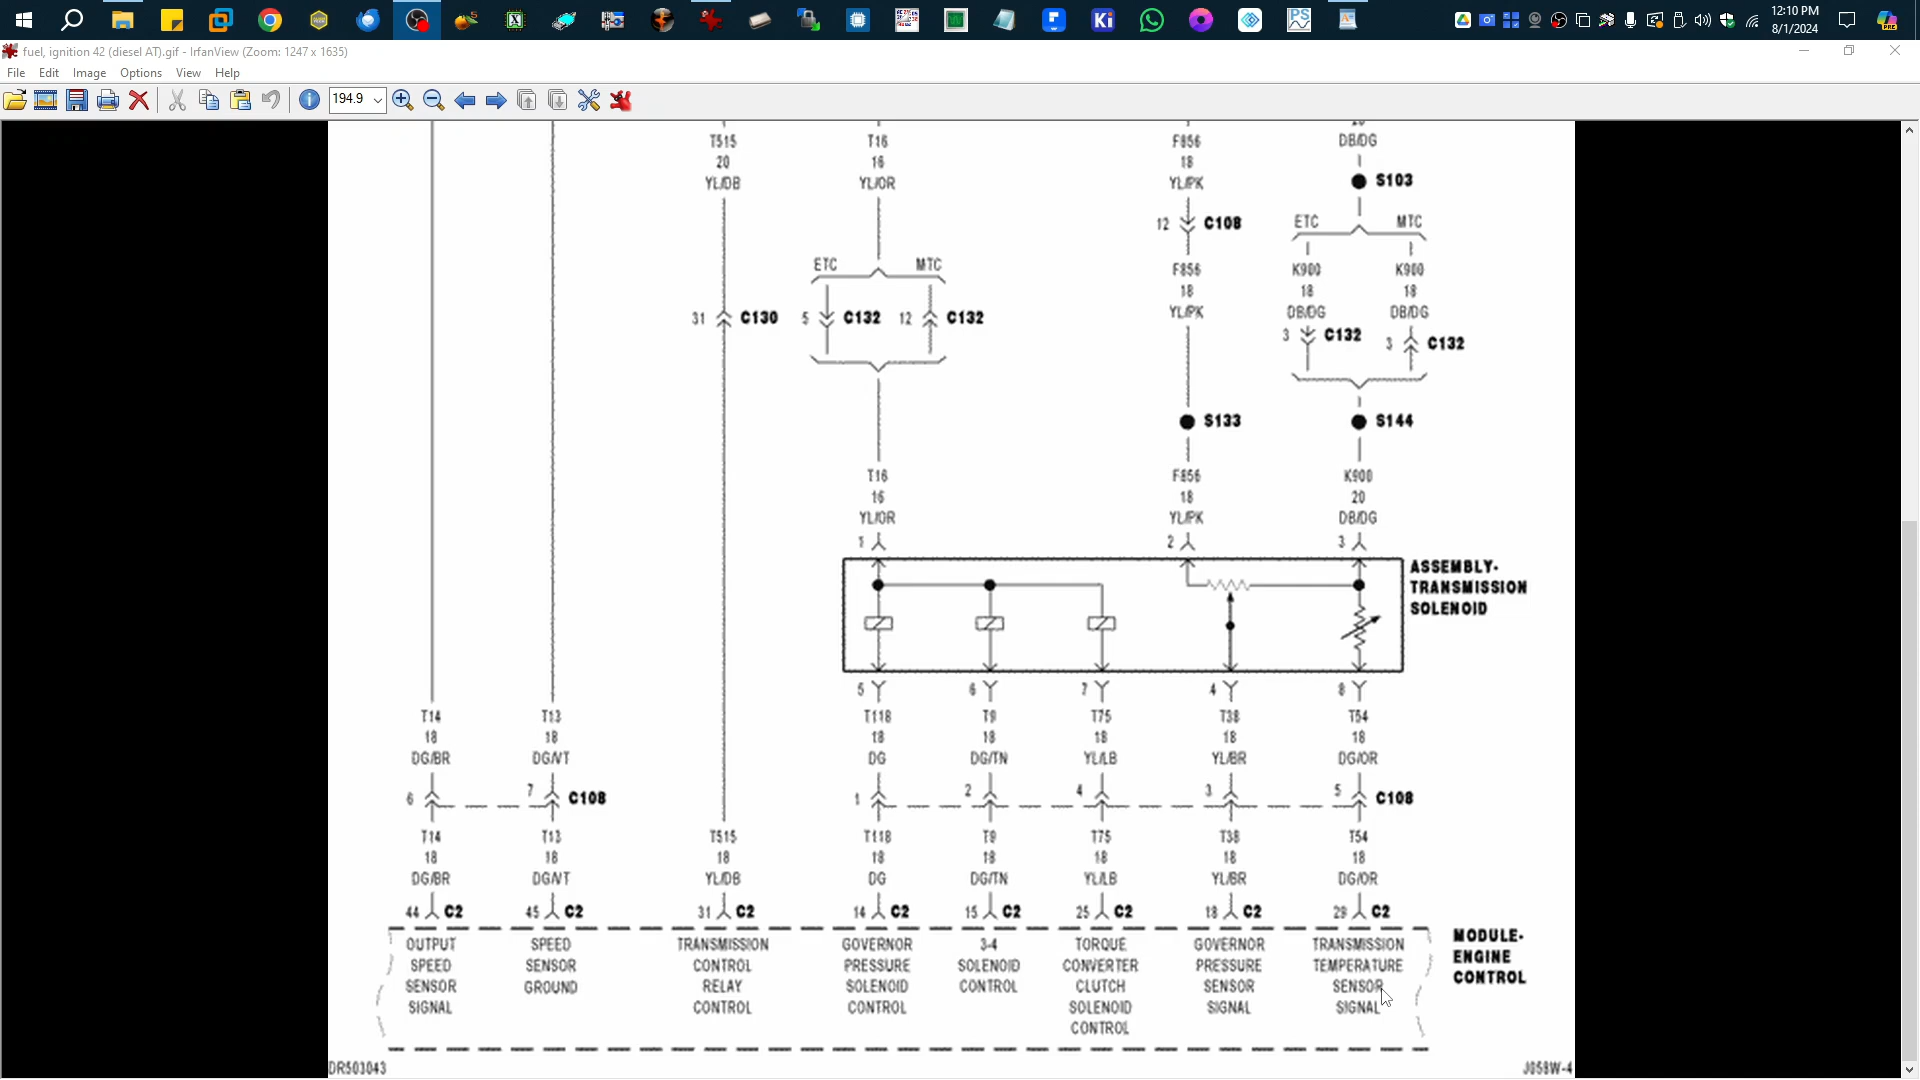 12:10 PM
8/1/2024
fuel, ignition 42 (diesel AT).gif - IrfanView (Zoom: 1247 x 1635)
File Edit Image Options View Help
194.9
T515 T16 F856 DB/DG
20 16 18
YL/DB YL/OR YL/PK S103
12 C108 ETC MTC
ETC MTC F856 K900 K900
18 18 18
31 C130 5 C132 12 C132 YL/PK DB/DG DB/DG
3 C132 3 C132
S133 S144
T16 F856 K900
16 18 20
YL/OR YL/PK DB/DG
1 2 3
ASSEMBLY-
TRANSMISSION
SOLENOID
5 6 7 4 8
T14 T13 T118 T9 T75 T38 T54
18 18 18 18 18 18 18
DG/BR DG/VT DG DG/TN YL/LB YL/BR DG/OR
6 7 C108 1 2 4 3 5 C108
T14 T13 T515 T118 T9 T75 T38 T54
18 18 18 18 18 18 18 18
DG/BR DG/VT YL/DB DG DG/TN YL/LB YL/BR DG/OR
44 C2 45 C2 31 C2 14 C2 15 C2 25 C2 18 C2 29 C2
OUTPUT SPEED SENSOR SIGNAL
SPEED SENSOR GROUND
TRANSMISSION CONTROL RELAY CONTROL
GOVERNOR PRESSURE SOLENOID CONTROL
3-4 SOLENOID CONTROL
TORQUE CONVERTER CLUTCH SOLENOID CONTROL
GOVERNOR PRESSURE SENSOR SIGNAL
TRANSMISSION TEMPERATURE SENSOR SIGNAL
MODULE-
ENGINE
CONTROL
DR503043 J058W-4